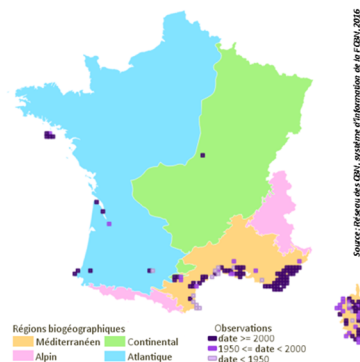 Source : Réseau des CBN, système d'information de la FCBN, 2016
Régions biogéographiques
Méditerranéen
Continental
Alpin
Atlantique
Observations
date >= 2000
1950 <= date < 2000
date < 1950